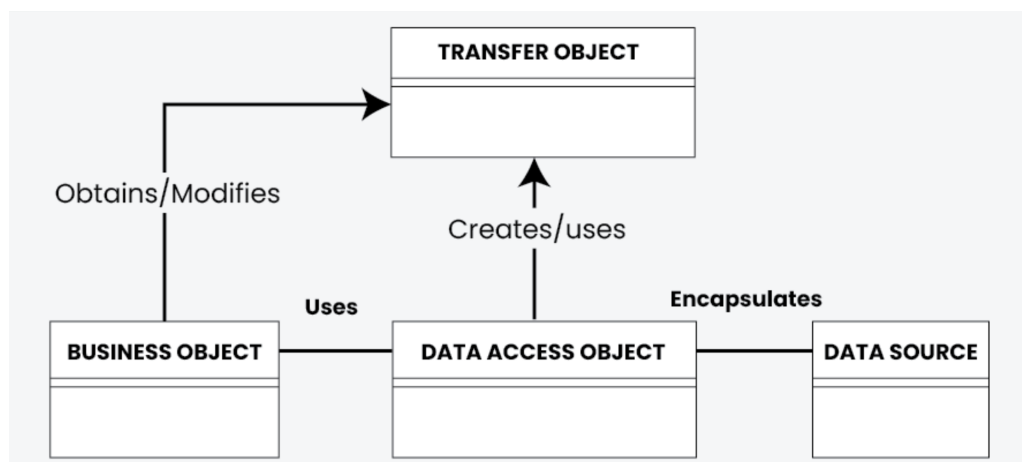 TRANSFER OBJECT
Obtains/Modifies
Creates/uses
Uses
Encapsulates
BUSINESS OBJECT
DATA ACCESS OBJECT
DATA SOURCE